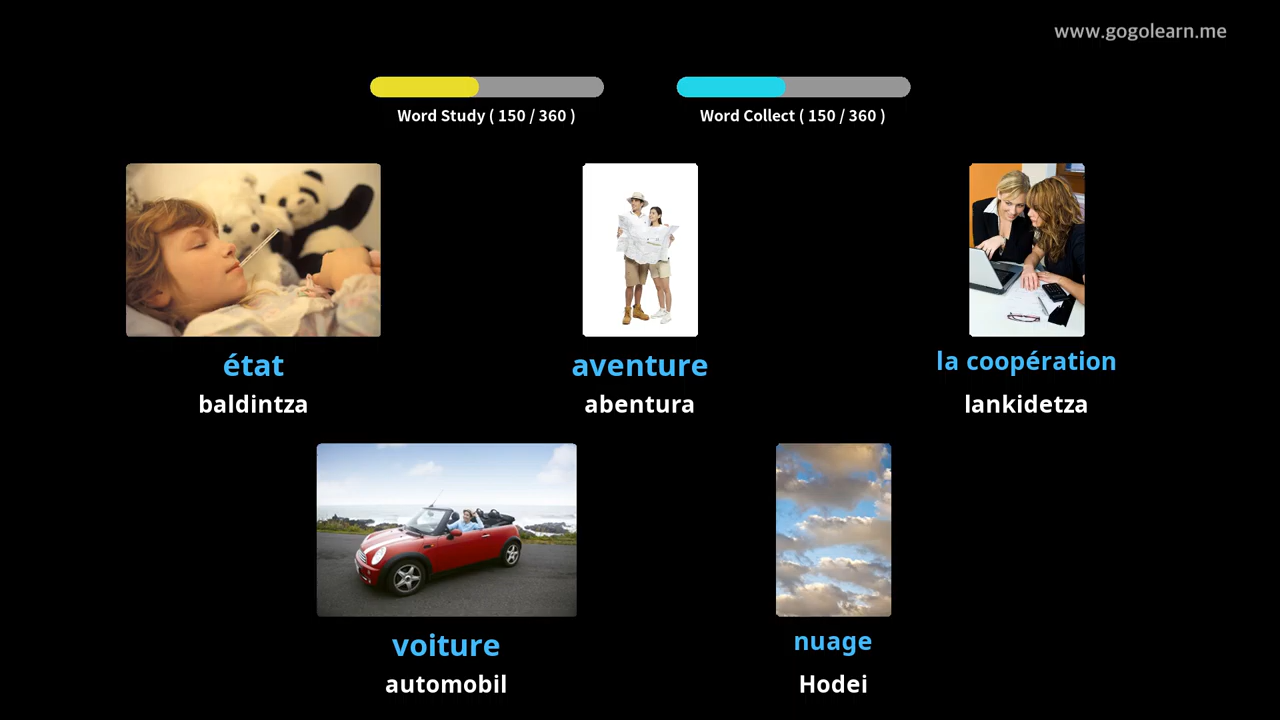 www.gogolearn.me
Word Study ( 150 / 360 )
Word Collect ( 150 / 360 )
état
baldintza
aventure
abentura
la coopération
lankidetza
voiture
automobil
nuage
Hodei